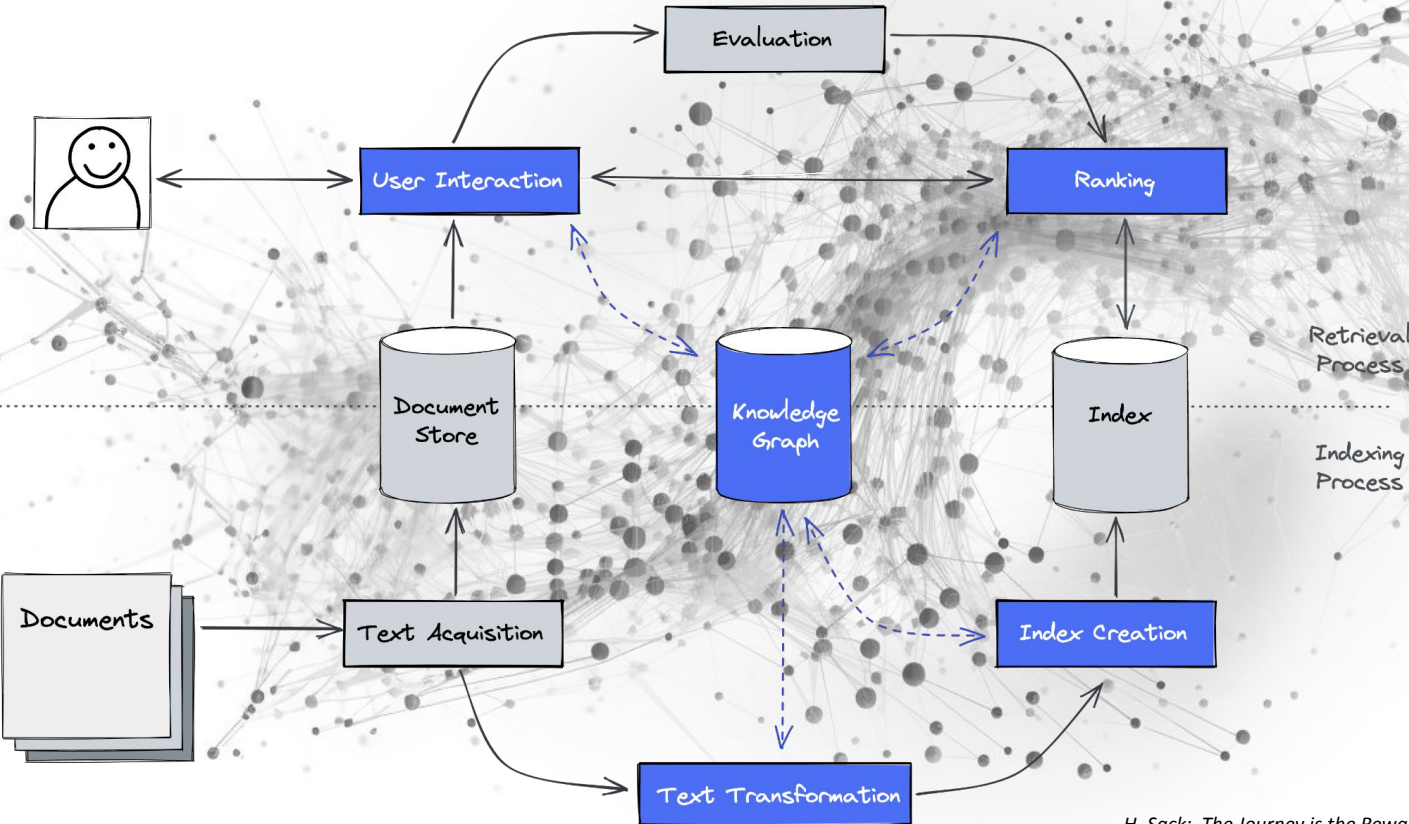 Evaluation
User Interaction
Ranking
Retrieval
Process
Document
Store
Knowledge
Graph
Index
Indexing
Process
Documents
Text Acquisition
Index Creation
Text Transformation
H. Sack: The Journey is the